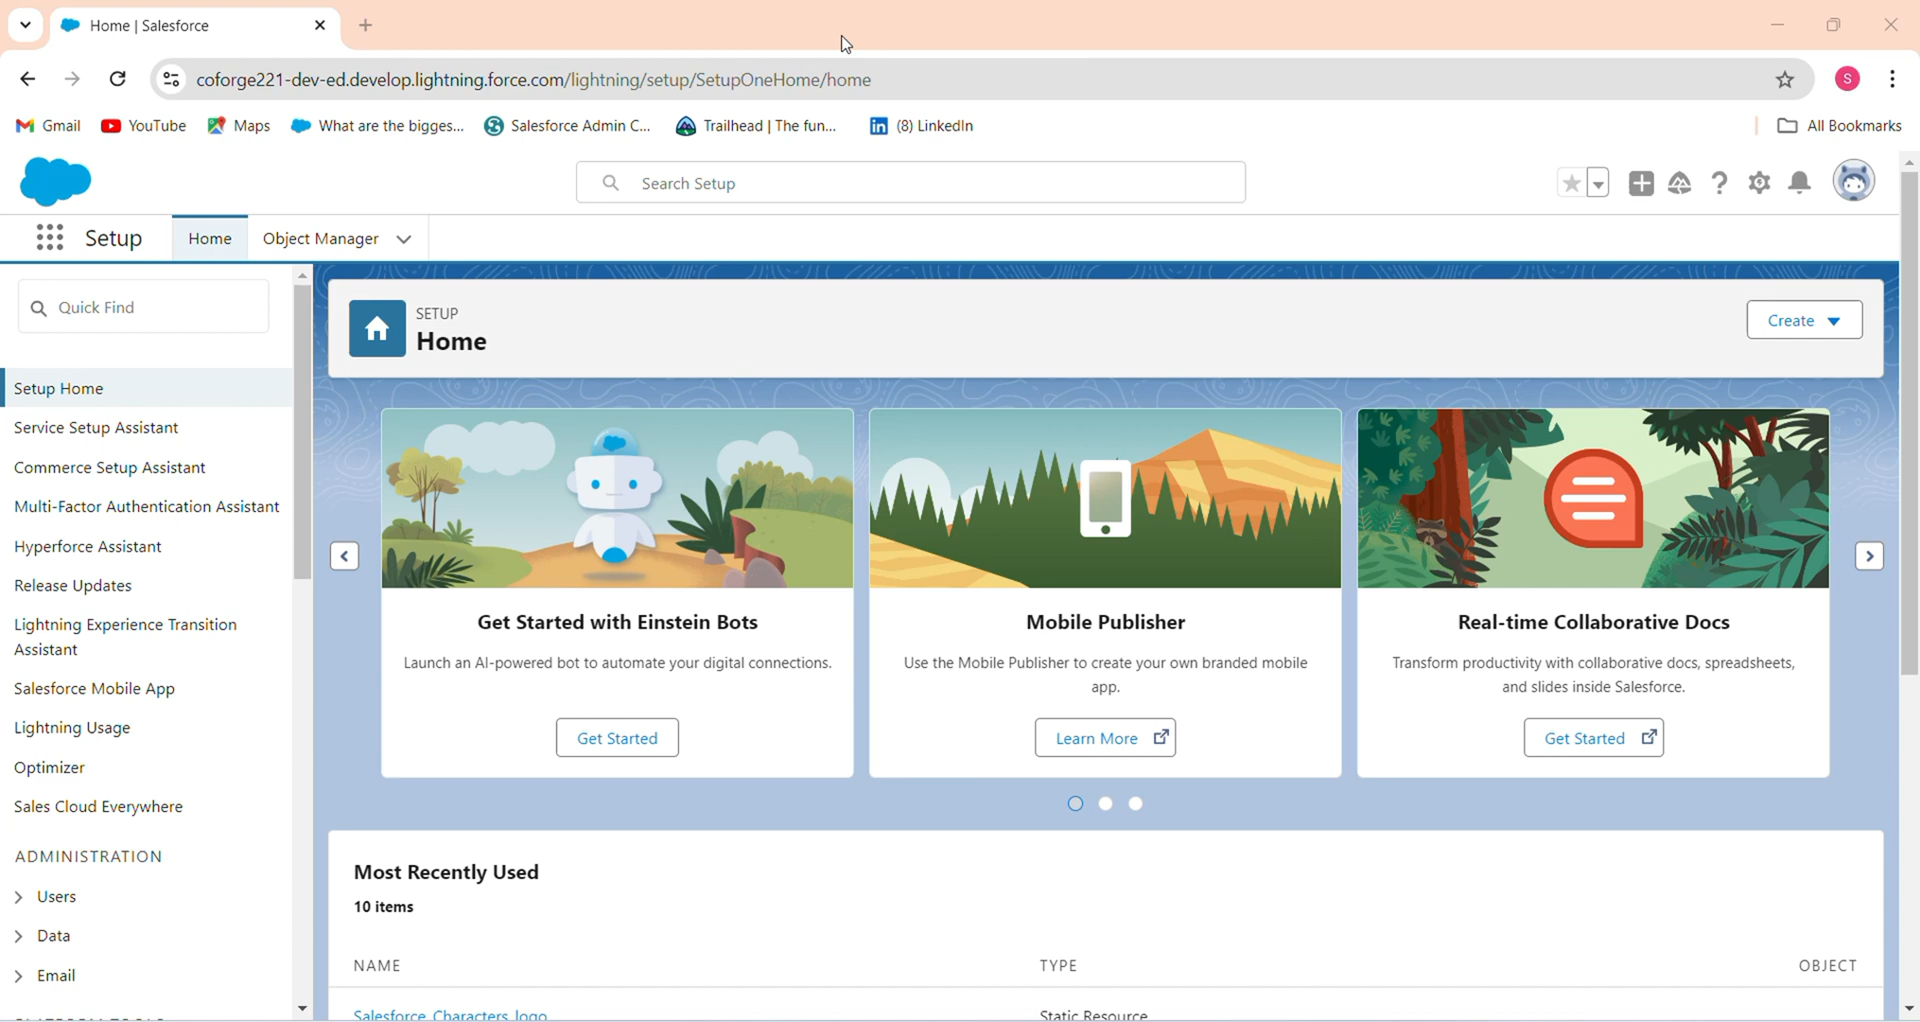 Home | Salesforce
coforge221-dev-ed.develop.lightning.force.com/lightning/setup/SetupOneHome/home
S
Gmail
YouTube
Maps
What are the bigges...
Salesforce Admin C...
Trailhead | The fun...
(8) LinkedIn
All Bookmarks
Search Setup
Setup
Home
Object Manager
Quick Find
Setup Home
Service Setup Assistant
Commerce Setup Assistant
Multi-Factor Authentication Assistant
Hyperforce Assistant
Release Updates
Lightning Experience Transition
Assistant
Salesforce Mobile App
Lightning Usage
Optimizer
Sales Cloud Everywhere
ADMINISTRATION
Users
Data
Email
SETUP
Home
Create
Get Started with Einstein Bots
Launch an AI-powered bot to automate your digital connections.
Get Started
Mobile Publisher
Use the Mobile Publisher to create your own branded mobile
app.
Learn More
Real-time Collaborative Docs
Transform productivity with collaborative docs, spreadsheets,
and slides inside Salesforce.
Get Started
Most Recently Used
10 items
NAME
TYPE
OBJECT
Salesforce_Characters_logo
Static Resource